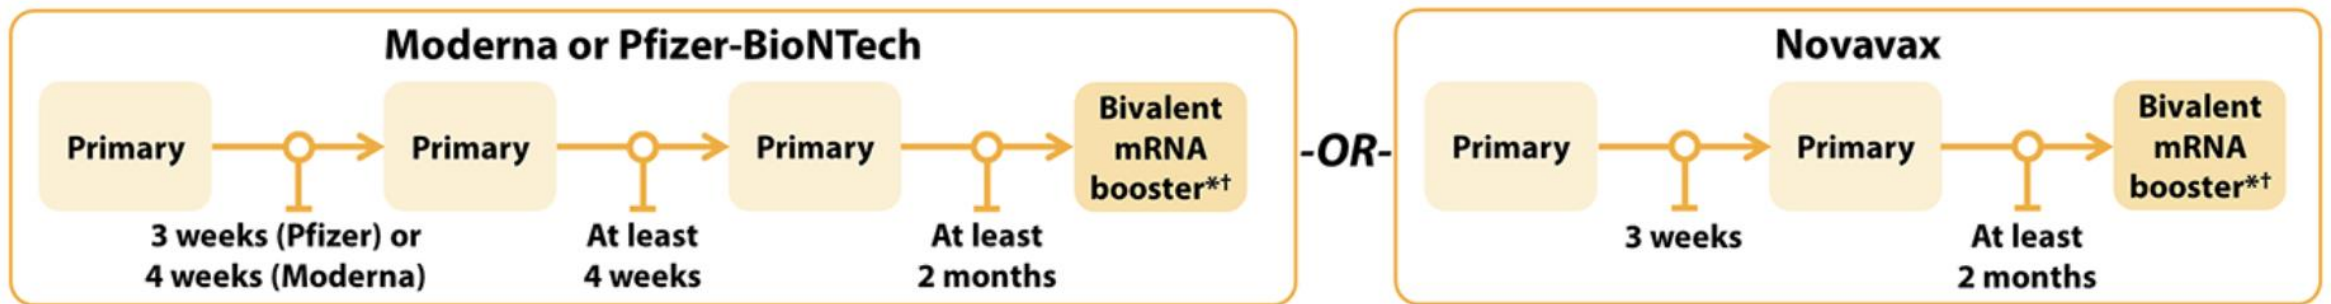 Moderna or Pfizer-BioNTech
Primary
3 weeks (Pfizer) or
4 weeks (Moderna)
Primary
At least
4 weeks
Primary
At least
2 months
Bivalent
mRNA
booster*†
-OR-
Novavax
Primary
3 weeks
Primary
At least
2 months
Bivalent
mRNA
booster*†